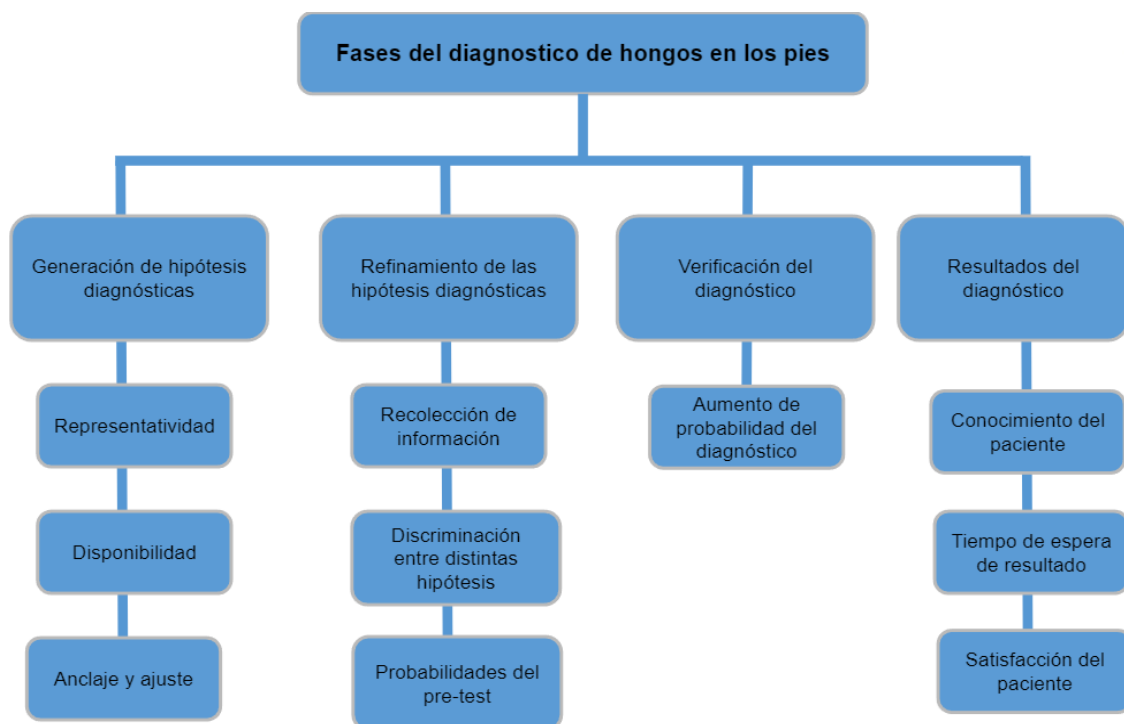 Fases del diagnostico de hongos en los pies
Generación de hipótesis
diagnósticas
Refinamiento de las
hipótesis diagnósticas
Verificación del
diagnóstico
Resultados del
diagnóstico
Representatividad
Recolección de
información
Aumento de
probabilidad del
diagnóstico
Conocimiento del
paciente
Disponibilidad
Discriminación
entre distintas
hipótesis
Tiempo de espera
de resultado
Anclaje y ajuste
Probabilidades del
pre-test
Satisfacción del
paciente